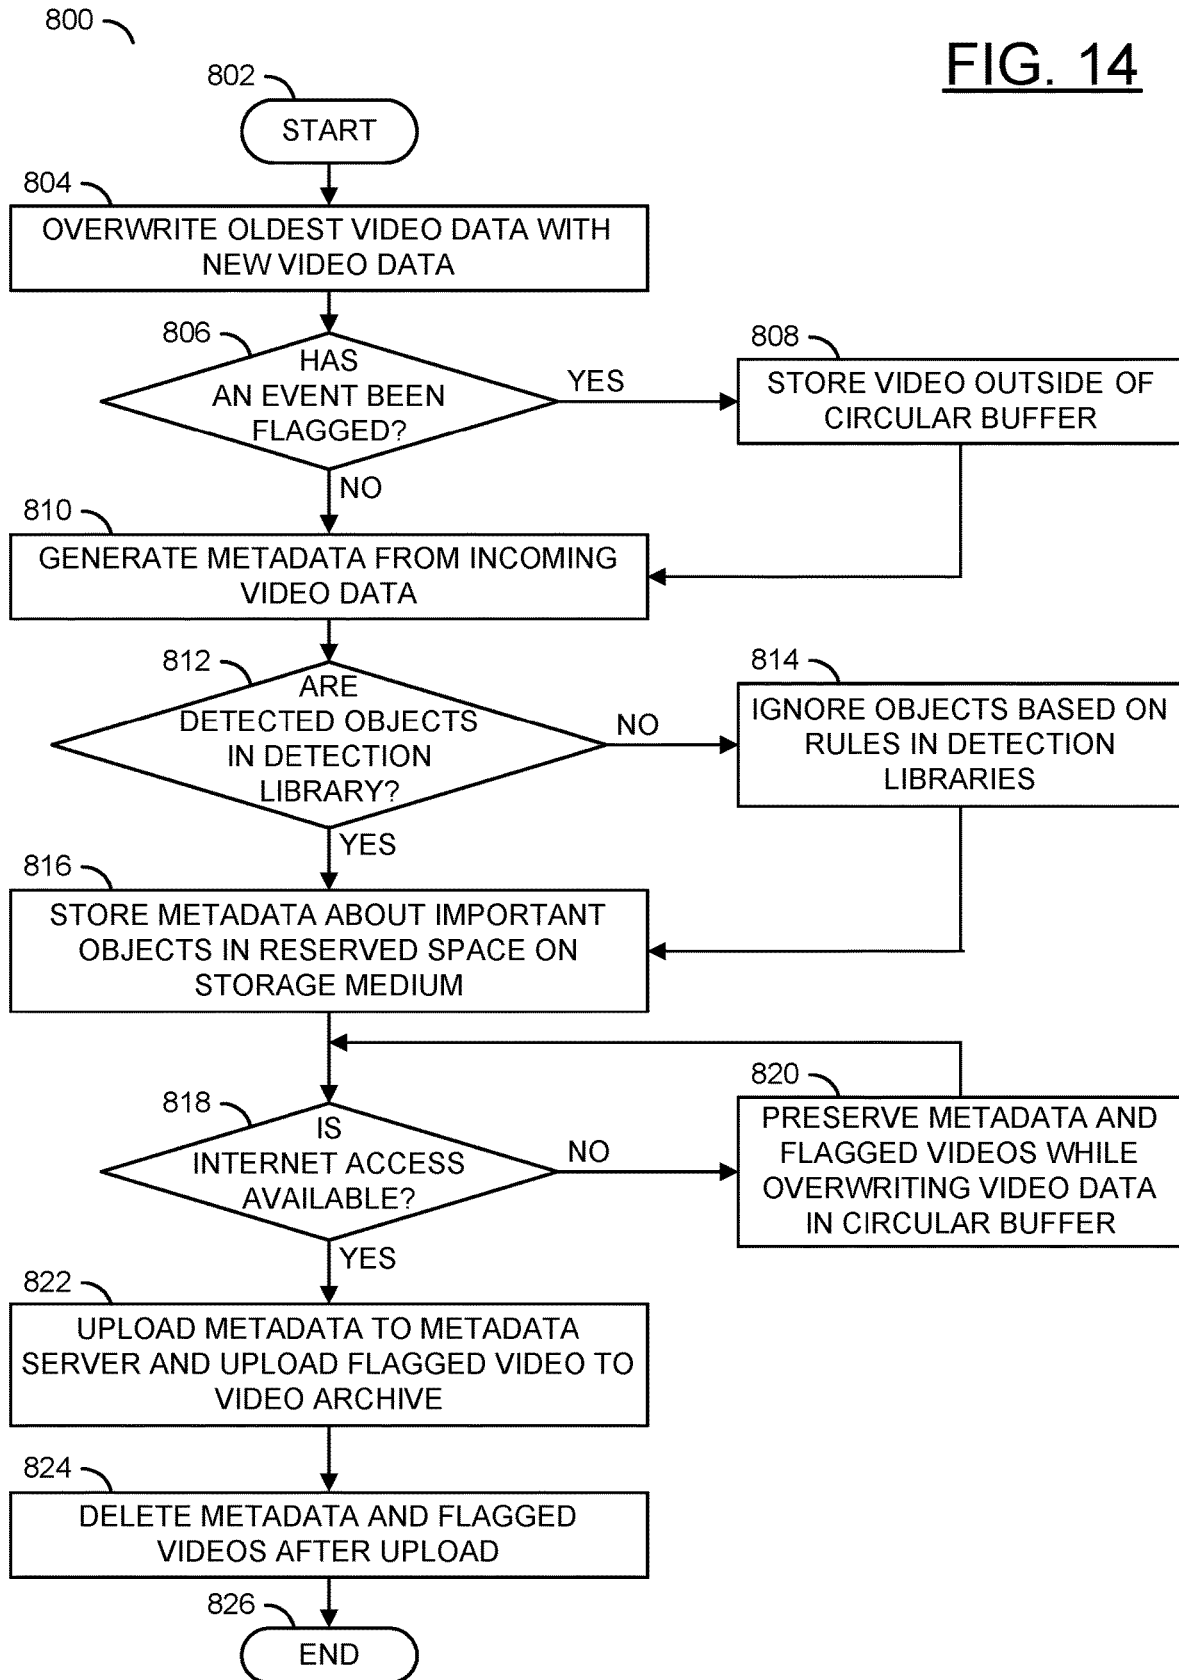 800
FIG. 14
802
START
804
OVERWRITE OLDEST VIDEO DATA WITH
NEW VIDEO DATA
806
HAS
AN EVENT BEEN
FLAGGED?
YES
NO
808
STORE VIDEO OUTSIDE OF
CIRCULAR BUFFER
810
GENERATE METADATA FROM INCOMING
VIDEO DATA
812
ARE
DETECTED OBJECTS
IN DETECTION
LIBRARY?
NO
YES
814
IGNORE OBJECTS BASED ON
RULES IN DETECTION
LIBRARIES
816
STORE METADATA ABOUT IMPORTANT
OBJECTS IN RESERVED SPACE ON
STORAGE MEDIUM
818
IS
INTERNET ACCESS
AVAILABLE?
NO
YES
820
PRESERVE METADATA AND
FLAGGED VIDEOS WHILE
OVERWRITING VIDEO DATA
IN CIRCULAR BUFFER
822
UPLOAD METADATA TO METADATA
SERVER AND UPLOAD FLAGGED VIDEO TO
VIDEO ARCHIVE
824
DELETE METADATA AND FLAGGED
VIDEOS AFTER UPLOAD
826
END